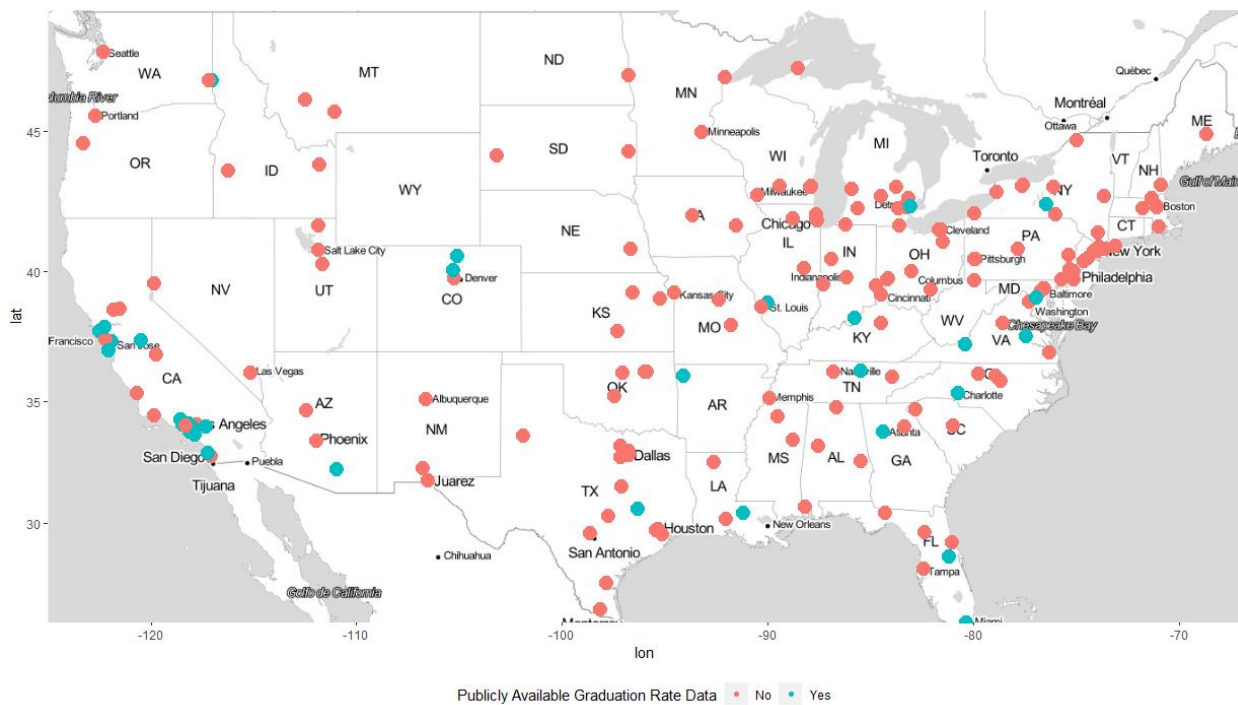 Québec
ND
Seattle
MT
WA
MN
Montréal
Columbia River
Ottawa
ME
Portland
45
Minneapolis
Toronto
OR
ID
SD
WI
MI
VT
NH
WY
Milwaukee
NY
Gulf of Main
Detr
Boston
IA
Chicago
CT
NE
Cleveland
Salt Lake City
IL
IN
OH
PA
New York
40
Denver
Indianapolis
Pittsburgh
NV
UT
CO
Kansas City
Columbus
Philadelphia
MD
Baltimore
Cincinnati
St. Louis
Washington
KS
MO
WV
Chesapeake Bay
Francisco
San Jose
KY
VA
lat
CA
Las Vegas
OK
Nashville
TN
AZ
Albuquerque
AR
Memphis
Charlotte
35
Los Angeles
NM
SC
Phoenix
Atlanta
San Diego
Puebla
Dallas
MS
AL
GA
Tijuana
Juarez
TX
LA
30
Houston
New Orleans
San Antonio
FL
Chihuahua
Tampa
Golfo de California
Miami
-120
-110
-100
-90
-80
-70
lon
Publicly Available Graduation Rate Data No Yes